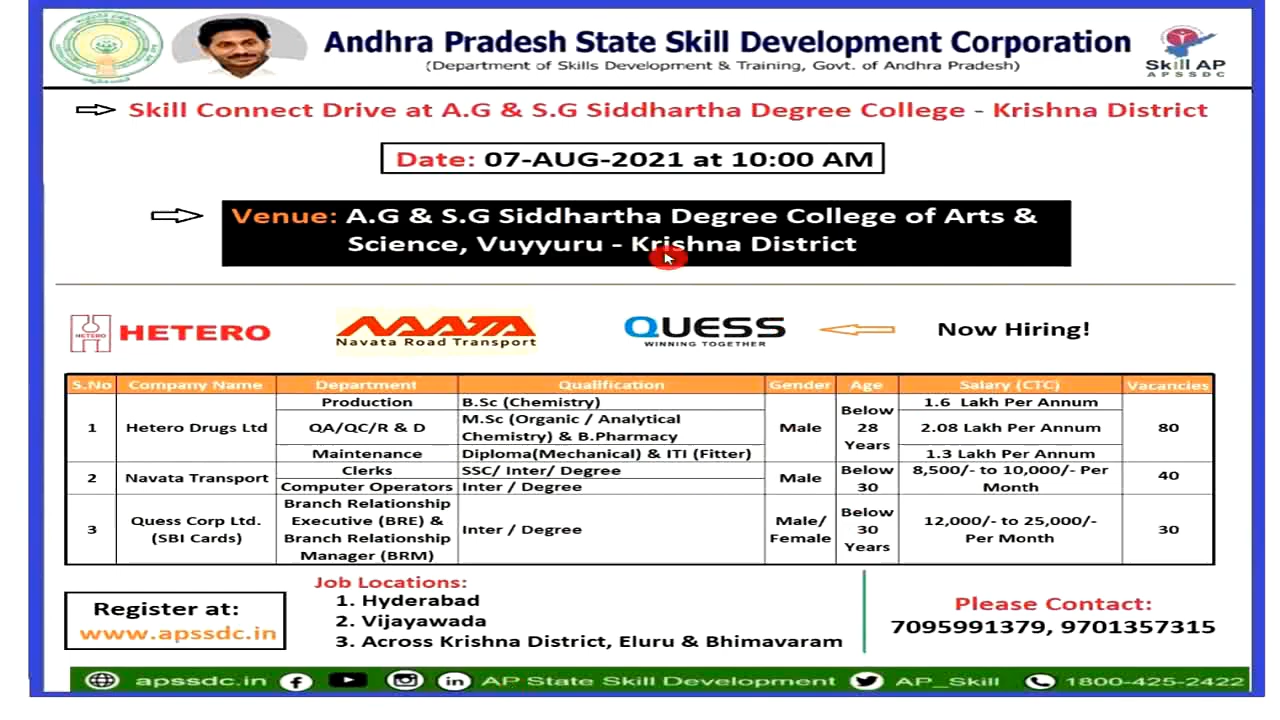 Andhra Pradesh State Skill Development Corporation
(Department of Skills Development & Training, Govt. of Andhra Pradesh)
Skill AP
APSSDC
Skill Connect Drive at A.G & S.G Siddhartha Degree College - Krishna District
Date: 07-AUG-2021 at 10:00 AM
Venue: A.G & S.G Siddhartha Degree College of Arts &
Science, Vuyyuru - Krishna District
HETERO HETERO
Navata Road Transport
QUESS
WINNING TOGETHER
Now Hiring!
S.No Company Name Department Qualification Gender Age Salary (CTC) Vacancies
1 Hetero Drugs Ltd Production B.Sc (Chemistry) Male Below 28 Years 1.6 Lakh Per Annum 80
QA/QC/R & D M.Sc (Organic / Analytical
Chemistry) & B.Pharmacy 2.08 Lakh Per Annum
Maintenance Diploma(Mechanical) & ITI (Fitter) 1.3 Lakh Per Annum
2 Navata Transport Clerks SSC/ Inter/ Degree Male Below 30 8,500/- to 10,000/- Per Month 40
Computer Operators Inter / Degree
3 Quess Corp Ltd. (SBI Cards) Branch Relationship Executive (BRE) & Branch Relationship Manager (BRM) Inter / Degree Male/ Female Below 30 Years 12,000/- to 25,000/- Per Month 30
Register at:
www.apssdc.in
Job Locations:
1. Hyderabad
2. Vijayawada
3. Across Krishna District, Eluru & Bhimavaram
Please Contact:
7095991379, 9701357315
apssdc.in AP State Skill Development AP_Skill 1800-425-2422